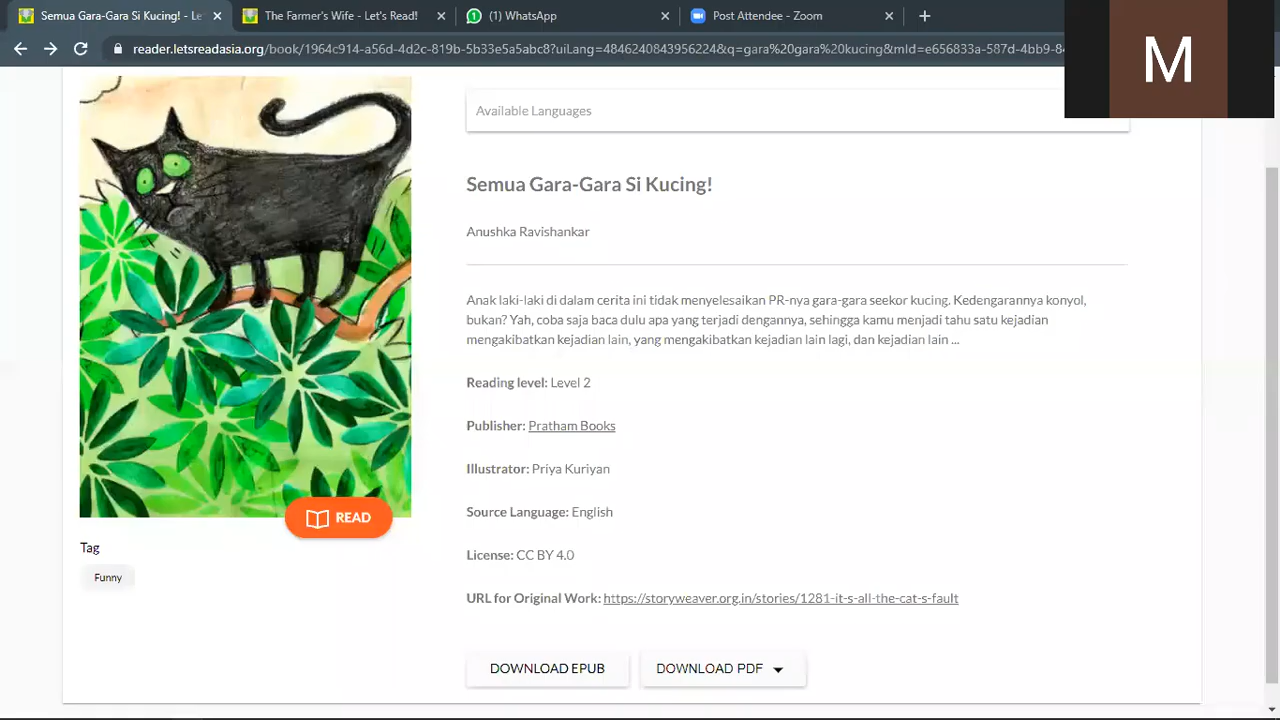 Semua Gara-Gara Si Kucing! - Le
The Farmer's Wife - Let's Read!
(1) WhatsApp
Post Attendee - Zoom
reader.letsreadasia.org/book/1964c914-a56d-4d2c-819b-5b33e5a5abc8?uiLang=4846240843956224&q=gara%20gara%20kucing&mId=e656833a-587d-4bb9-84
M
Available Languages
Semua Gara-Gara Si Kucing!
Anushka Ravishankar
Anak laki-laki di dalam cerita ini tidak menyelesaikan PR-nya gara-gara seekor kucing. Kedengarannya konyol,
bukan? Yah, coba saja baca dulu apa yang terjadi dengannya, sehingga kamu menjadi tahu satu kejadian
mengakibatkan kejadian lain, yang mengakibatkan kejadian lain lagi, dan kejadian lain ...
Reading level: Level 2
Publisher: Pratham Books
Illustrator: Priya Kuriyan
Source Language: English
License: CC BY 4.0
URL for Original Work: https://storyweaver.org.in/stories/1281-it-s-all-the-cat-s-fault
READ
Tag
Funny
DOWNLOAD EPUB
DOWNLOAD PDF